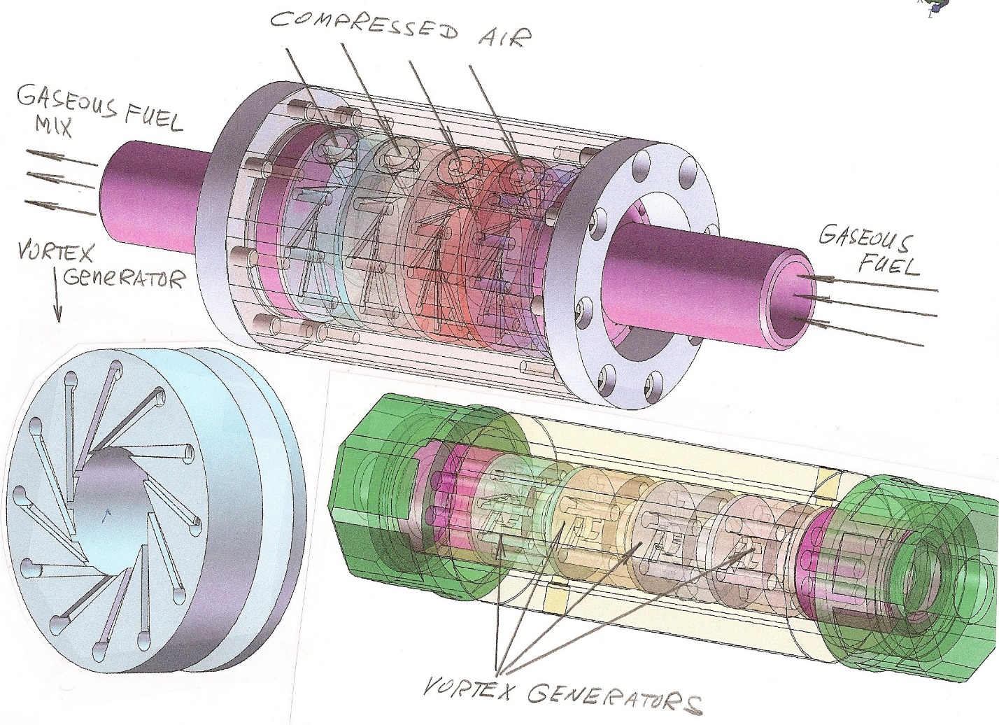 COMPRESSED AIR
GASEOUS FUEL
MIX
VORTEX
GENERATOR
GASEOUS
FUEL
VORTEX GENERATORS